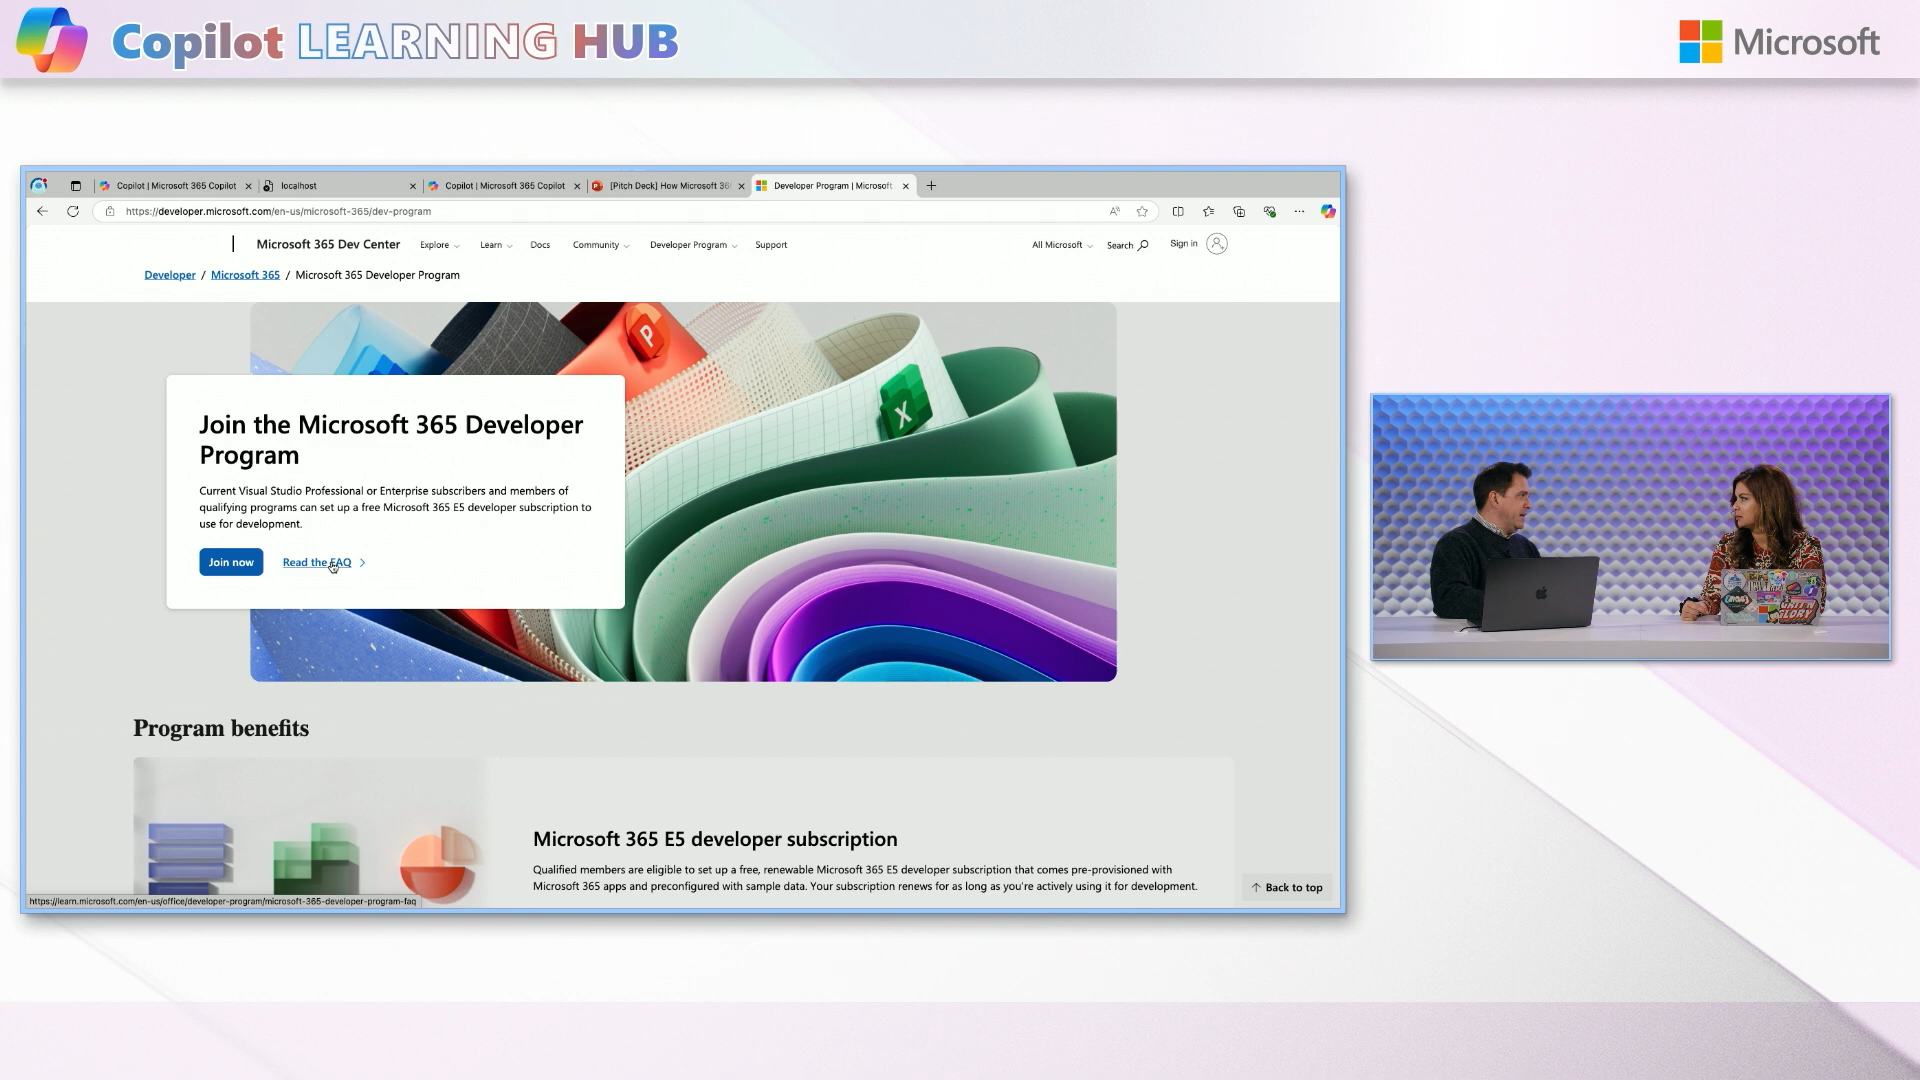 Copilot LEARNING HUB
Microsoft
Copilot | Microsoft 365 Copilot
localhost
Copilot | Microsoft 365 Copilot
[Pitch Deck] How Microsoft 36
Developer Program | Microsoft
https://developer.microsoft.com/en-us/microsoft-365/dev-program
Microsoft 365 Dev Center
Explore
Learn
Docs
Community
Developer Program
Support
All Microsoft
Search
Sign in
Developer / Microsoft 365 / Microsoft 365 Developer Program
P
X
Join the Microsoft 365 Developer
Program
Current Visual Studio Professional or Enterprise subscribers and members of
qualifying programs can set up a free Microsoft 365 E5 developer subscription to
use for development.
Join now
Read the FAQ
Program benefits
Microsoft 365 E5 developer subscription
Qualified members are eligible to set up a free, renewable Microsoft 365 E5 developer subscription that comes pre-provisioned with
Microsoft 365 apps and preconfigured with sample data. Your subscription renews for as long as you're actively using it for development.
Back to top
https://learn.microsoft.com/en-us/office/developer-program/microsoft-365-developer-program-faq
GLORY